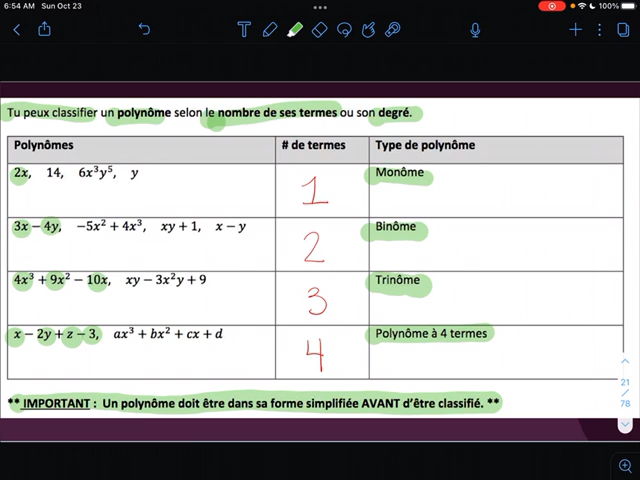 6:54 AM Sun Oct 23
100%
Tu peux classifier un polynôme selon le nombre de ses termes ou son degré.
Polynômes # de termes Type de polynôme
2x, 14, 6x³y⁵, y 1 Monôme
3x − 4y, −5x² + 4x³, xy + 1, x − y 2 Binôme
4x³ + 9x² − 10x, xy − 3x²y + 9 3 Trinôme
x − 2y + z − 3, ax³ + bx² + cx + d 4 Polynôme à 4 termes
** IMPORTANT : Un polynôme doit être dans sa forme simplifiée AVANT d'être classifié. **
21
/
78